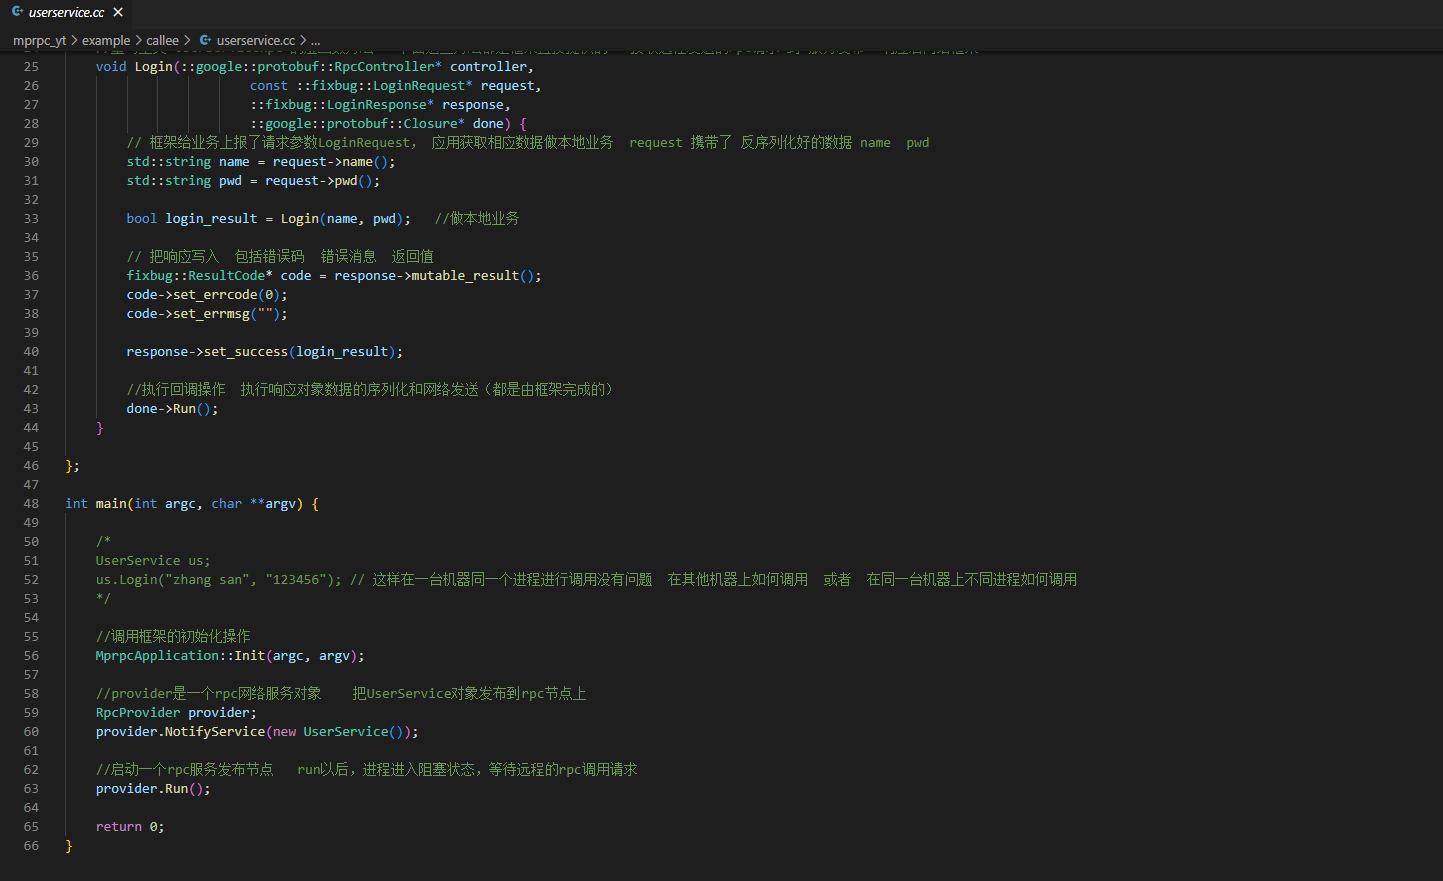 userservice.cc
mprpc_yt > example > callee > userservice.cc > ...
25 void Login(::google::protobuf::RpcController* controller,
26 const ::fixbug::LoginRequest* request,
27 ::fixbug::LoginResponse* response,
28 ::google::protobuf::Closure* done) {
29 // 框架给业务上报了请求参数LoginRequest， 应用获取相应数据做本地业务 request 携带了 反序列化好的数据 name pwd
30 std::string name = request->name();
31 std::string pwd = request->pwd();
32
33 bool login_result = Login(name, pwd); //做本地业务
34
35 // 把响应写入 包括错误码 错误消息 返回值
36 fixbug::ResultCode* code = response->mutable_result();
37 code->set_errcode(0);
38 code->set_errmsg("");
39
40 response->set_success(login_result);
41
42 //执行回调操作 执行响应对象数据的序列化和网络发送（都是由框架完成的）
43 done->Run();
44 }
45
46 };
47
48 int main(int argc, char **argv) {
49
50 /*
51 UserService us;
52 us.Login("zhang san", "123456"); // 这样在一台机器同一个进程进行调用没有问题 在其他机器上如何调用 或者 在同一台机器上不同进程如何调用
53 */
54
55 //调用框架的初始化操作
56 MprpcApplication::Init(argc, argv);
57
58 //provider是一个rpc网络服务对象 把UserService对象发布到rpc节点上
59 RpcProvider provider;
60 provider.NotifyService(new UserService());
61
62 //启动一个rpc服务发布节点 run以后，进程进入阻塞状态，等待远程的rpc调用请求
63 provider.Run();
64
65 return 0;
66 }